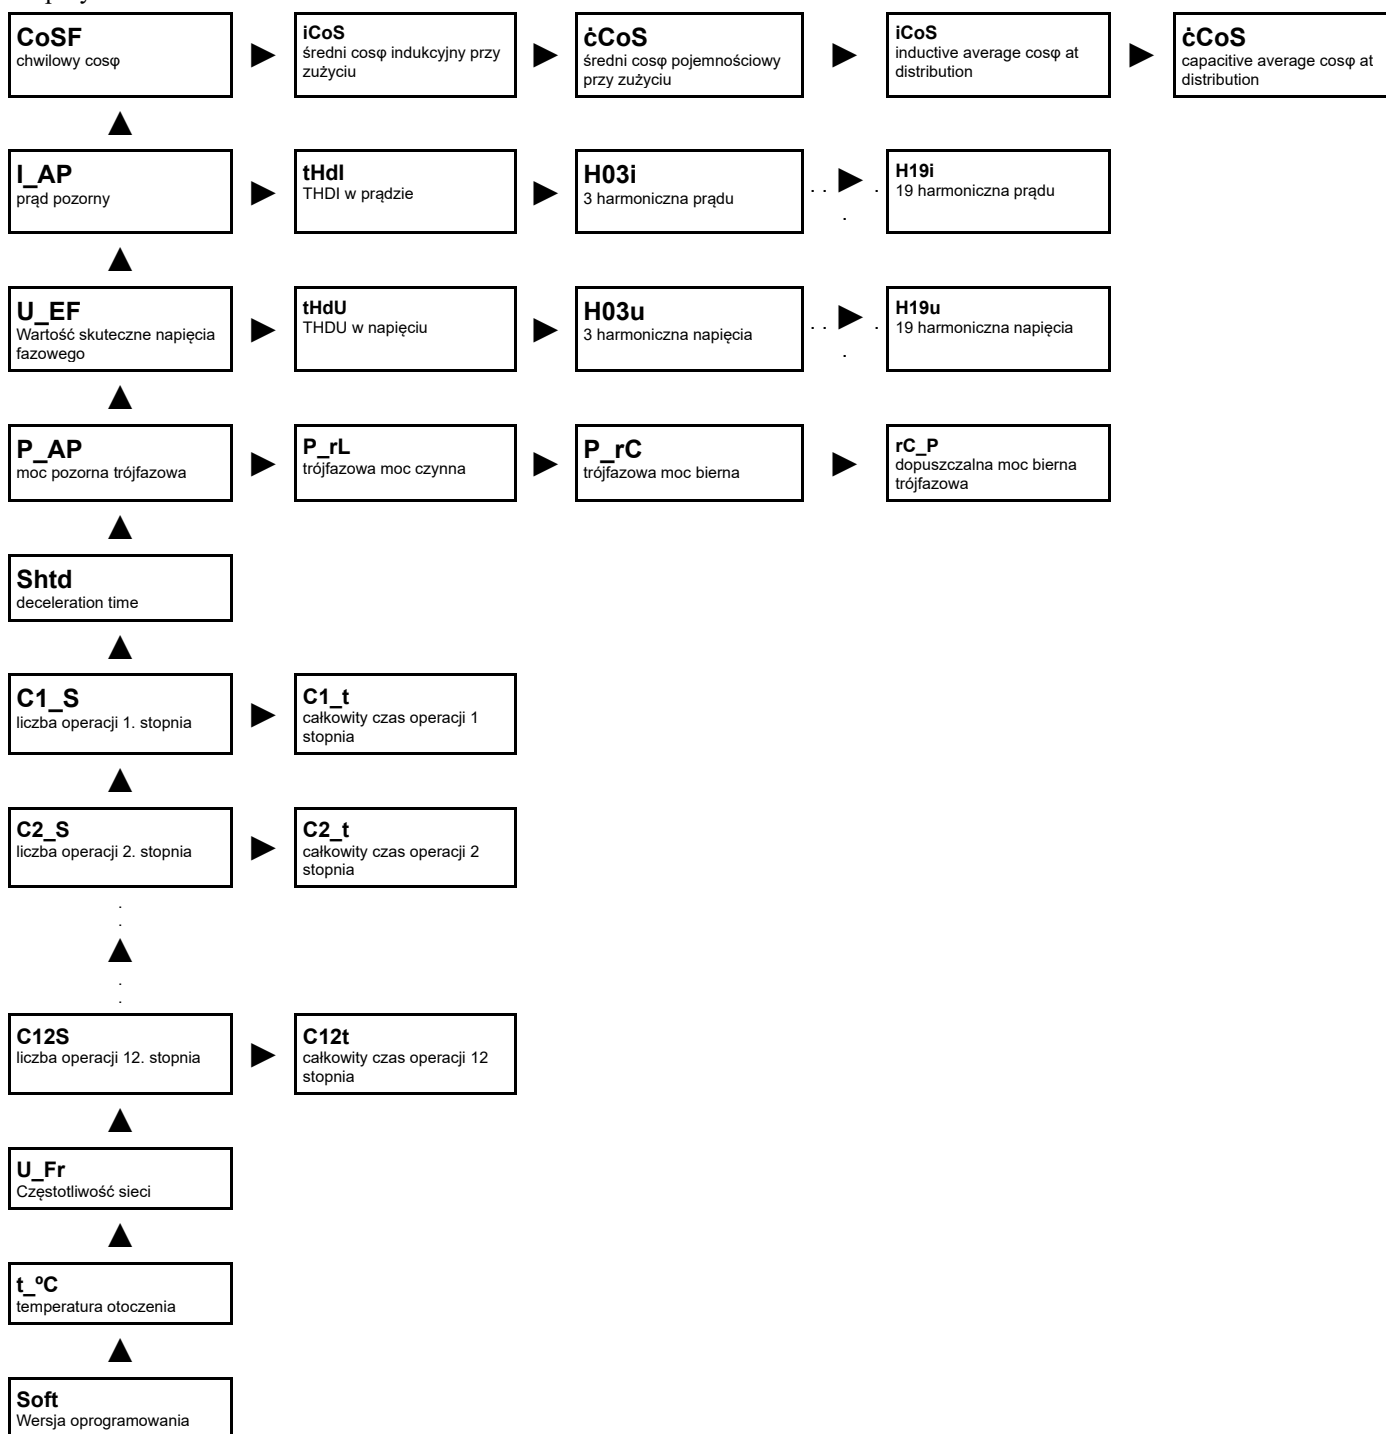 CoSF
chwilowy cosφ
iCoS
średni cosφ indukcyjny przy
zużyciu
ċCoS
średni cosφ pojemnościowy
przy zużyciu
iCoS
inductive average cosφ at
distribution
ċCoS
capacitive average cosφ at
distribution
I_AP
prąd pozorny
tHdI
THDI w prądzie
H03i
3 harmoniczna prądu
H19i
19 harmoniczna prądu
U_EF
Wartość skuteczne napięcia
fazowego
tHdU
THDU w napięciu
H03u
3 harmoniczna napięcia
H19u
19 harmoniczna napięcia
P_AP
moc pozorna trójfazowa
P_rL
trójfazowa moc czynna
P_rC
trójfazowa moc bierna
rC_P
dopuszczalna moc bierna
trójfazowa
Shtd
deceleration time
C1_S
liczba operacji 1. stopnia
C1_t
całkowity czas operacji 1
stopnia
C2_S
liczba operacji 2. stopnia
C2_t
całkowity czas operacji 2
stopnia
C12S
liczba operacji 12. stopnia
C12t
całkowity czas operacji 12
stopnia
U_Fr
Częstotliwość sieci
t_ºC
temperatura otoczenia
Soft
Wersja oprogramowania